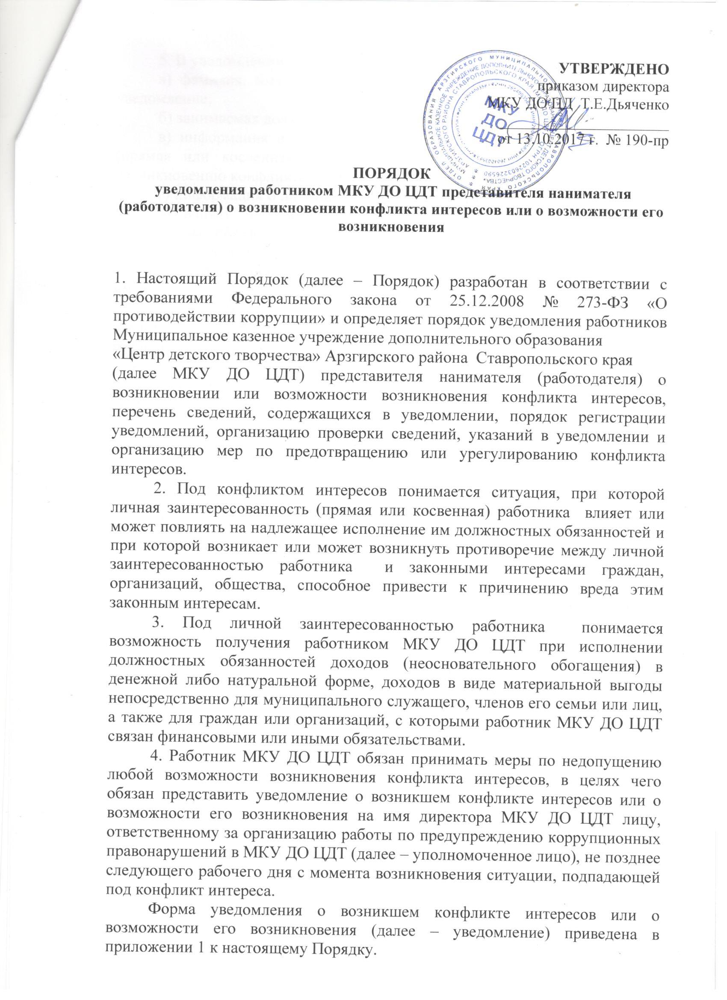 УТВЕРЖДЕНО
приказом директора
МКУ ДО ЦД Т.Е.Дьяченко
от 13.10.2017 г. № 190-пр
МКУ
ДО
ЦДТ
ПОРЯДОК
уведомления работником МКУ ДО ЦДТ представителя нанимателя
(работодателя) о возникновении конфликта интересов или о возможности его
возникновения
1. Настоящий Порядок (далее – Порядок) разработан в соответствии с
требованиями Федерального закона от 25.12.2008 № 273-ФЗ «О
противодействии коррупции» и определяет порядок уведомления работников
Муниципальное казенное учреждение дополнительного образования
«Центр детского творчества» Арзгирского района Ставропольского края
(далее МКУ ДО ЦДТ) представителя нанимателя (работодателя) о
возникновении или возможности возникновения конфликта интересов,
перечень сведений, содержащихся в уведомлении, порядок регистрации
уведомлений, организацию проверки сведений, указаний в уведомлении и
организацию мер по предотвращению или урегулированию конфликта
интересов.
2. Под конфликтом интересов понимается ситуация, при которой
личная заинтересованность (прямая или косвенная) работника влияет или
может повлиять на надлежащее исполнение им должностных обязанностей и
при которой возникает или может возникнуть противоречие между личной
заинтересованностью работника и законными интересами граждан,
организаций, общества, способное привести к причинению вреда этим
законным интересам.
3. Под личной заинтересованностью работника понимается
возможность получения работником МКУ ДО ЦДТ при исполнении
должностных обязанностей доходов (неосновательного обогащения) в
денежной либо натуральной форме, доходов в виде материальной выгоды
непосредственно для муниципального служащего, членов его семьи или лиц,
а также для граждан или организаций, с которыми работник МКУ ДО ЦДТ
связан финансовыми или иными обязательствами.
4. Работник МКУ ДО ЦДТ обязан принимать меры по недопущению
любой возможности возникновения конфликта интересов, в целях чего
обязан представить уведомление о возникшем конфликте интересов или о
возможности его возникновения на имя директора МКУ ДО ЦДТ лицу,
ответственному за организацию работы по предупреждению коррупционных
правонарушений в МКУ ДО ЦДТ (далее – уполномоченное лицо), не позднее
следующего рабочего дня с момента возникновения ситуации, подпадающей
под конфликт интереса.
Форма уведомления о возникшем конфликте интересов или о
возможности его возникновения (далее – уведомление) приведена в
приложении 1 к настоящему Порядку.